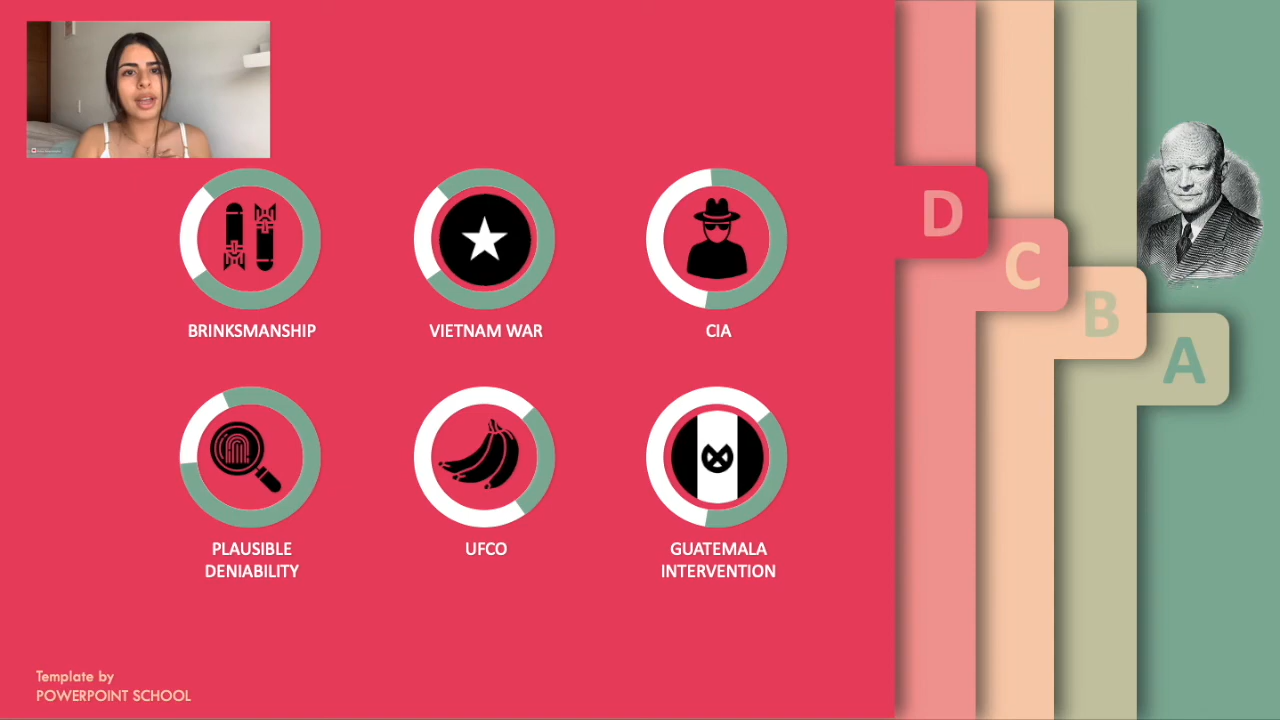 BRINKSMANSHIP
VIETNAM WAR
CIA
PLAUSIBLE
DENIABILITY
UFCO
GUATEMALA
INTERVENTION
D
C
B
A
Template by
POWERPOINT SCHOOL